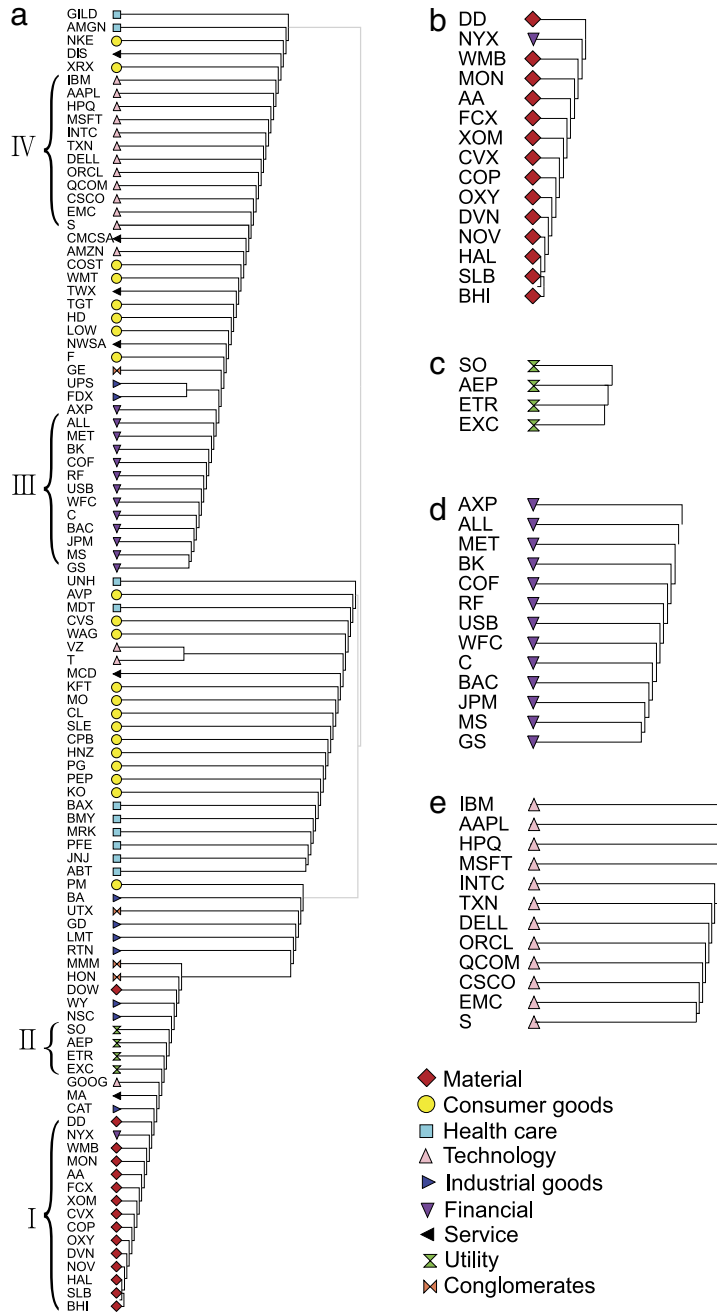 a
GILD
AMGN
NKE
DIS
XRX
IBM
AAPL
HPQ
MSFT
INTC
TXN
DELL
ORCL
QCOM
CSCO
EMC
S
CMCSA
AMZN
COST
WMT
TWX
TGT
HD
LOW
NWSA
F
GE
UPS
FDX
AXP
ALL
MET
BK
COF
RF
USB
WFC
C
BAC
JPM
MS
GS
UNH
AVP
MDT
CVS
WAG
VZ
T
MCD
KFT
MO
CL
SLE
CPB
HNZ
PG
PEP
KO
BAX
BMY
MRK
PFE
JNJ
ABT
PM
BA
UTX
GD
LMT
RTN
MMM
HON
DOW
WY
NSC
SO
AEP
ETR
EXC
GOOG
MA
CAT
DD
NYX
WMB
MON
AA
FCX
XOM
CVX
COP
OXY
DVN
NOV
HAL
SLB
BHI
IV
III
II
I
b
DD
NYX
WMB
MON
AA
FCX
XOM
CVX
COP
OXY
DVN
NOV
HAL
SLB
BHI
c
SO
AEP
ETR
EXC
d
AXP
ALL
MET
BK
COF
RF
USB
WFC
C
BAC
JPM
MS
GS
e
IBM
AAPL
HPQ
MSFT
INTC
TXN
DELL
ORCL
QCOM
CSCO
EMC
S
Material
Consumer goods
Health care
Technology
Industrial goods
Financial
Service
Utility
Conglomerates